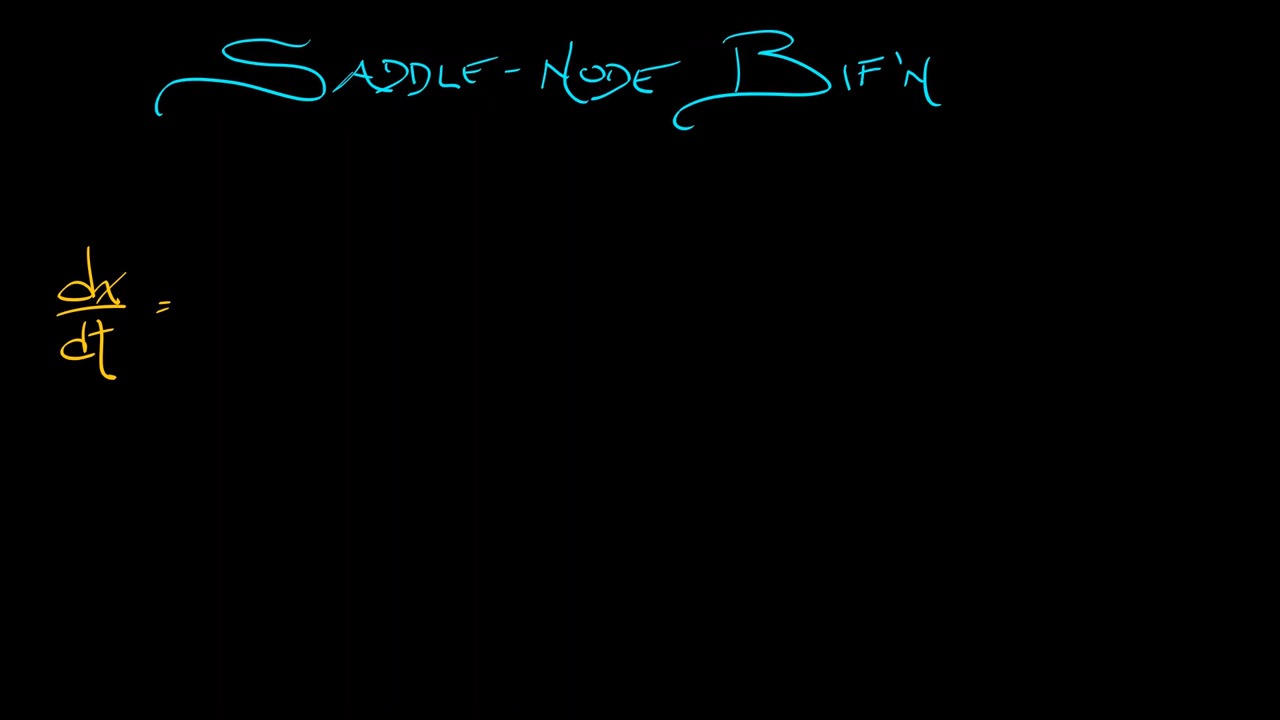 SADDLE-NODE BIF'N
dx
dt =